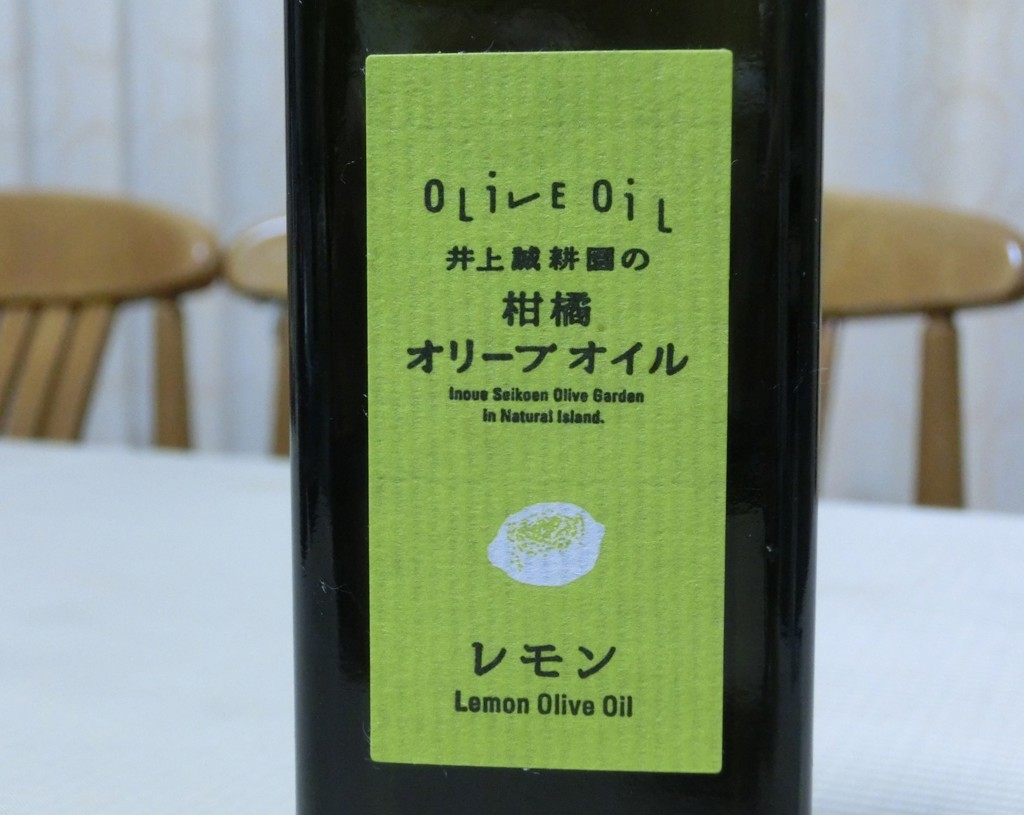 OLiVE OiL
井上誠耕園の
柑橘
オリーブ オイル
Inoue Seikoen Olive Garden
in Natural Island.
レモン
Lemon Olive Oil